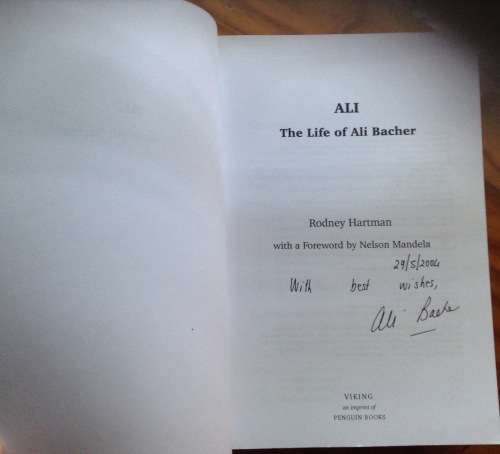 ALI
The Life of Ali Bacher
Rodney Hartman
with a Foreword by Nelson Mandela
29/5/2004
With best wishes,
Ali Bacher
VIKING
an imprint of
PENGUIN BOOKS